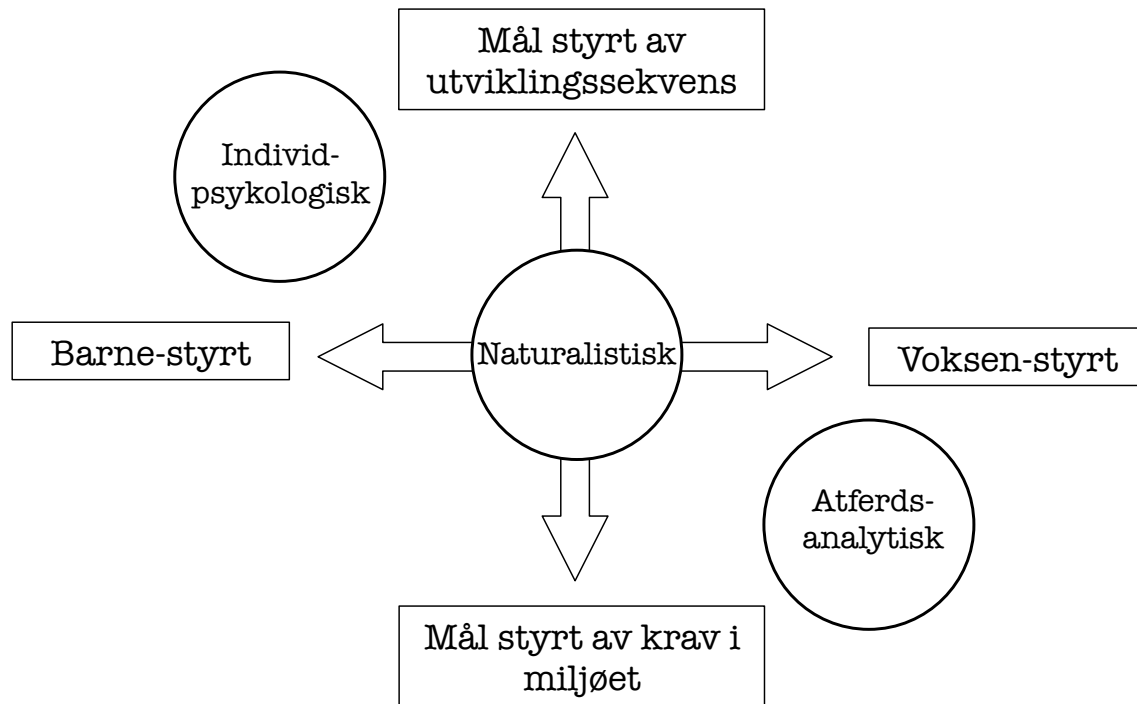 Mål styrt av
utviklingssekvens
Individ-
psykologisk
Barne-styrt
Naturalistisk
Voksen-styrt
Atferds-
analytisk
Mål styrt av krav i
miljøet